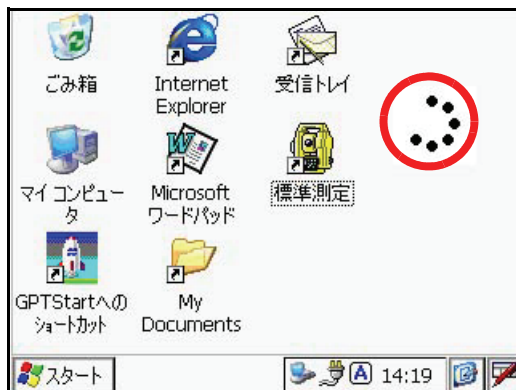 ごみ箱
Internet
Explorer
受信トレイ
マイ コンピュー
タ
Microsoft
ワードパッド
標準測定
GPTStartへの
ショートカット
My
Documents
スタート
A
14:19